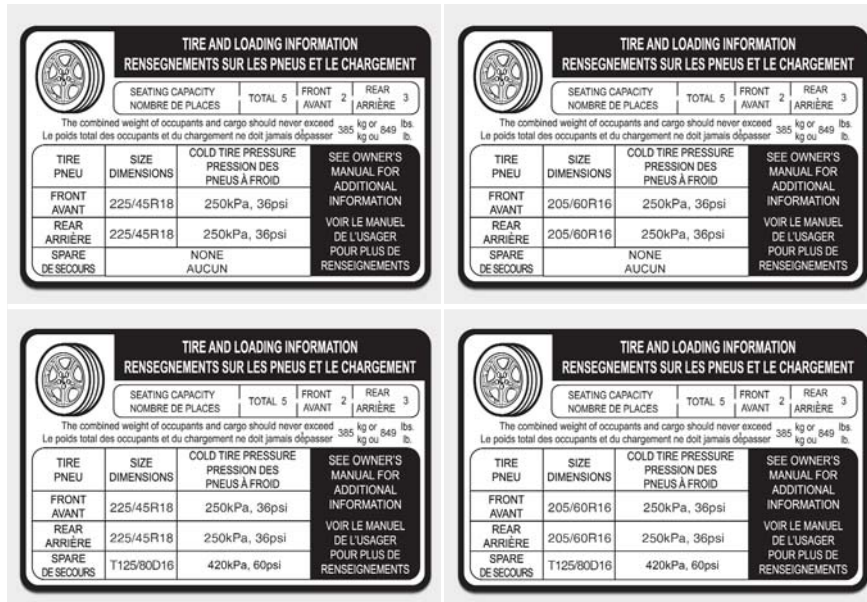 TIRE AND LOADING INFORMATION
RENSEGNEMENTS SUR LES PNEUS ET LE CHARGEMENT
SEATING CAPACITY
NOMBRE DE PLACES
TOTAL 5
FRONT
AVANT
2
REAR
ARRIÈRE
3
The combined weight of occupants and cargo should never exceed
Le poids total des occupants et du chargement ne doit jamais dêpasser
385
kg or
kg ou
849
lbs.
lb.
TIRE
PNEU
SIZE
DIMENSIONS
COLD TIRE PRESSURE
PRESSION DES
PNEUS À FROID
FRONT
AVANT
225/45R18
250kPa, 36psi
REAR
ARRIÈRE
225/45R18
250kPa, 36psi
SPARE
DE SECOURS
NONE
AUCUN
SEE OWNER'S
MANUAL FOR
ADDITIONAL
INFORMATION
VOIR LE MANUEL
DE L'USAGER
POUR PLUS DE
RENSEIGNEMENTS
TIRE AND LOADING INFORMATION
RENSEGNEMENTS SUR LES PNEUS ET LE CHARGEMENT
SEATING CAPACITY
NOMBRE DE PLACES
TOTAL 5
FRONT
AVANT
2
REAR
ARRIÈRE
3
The combined weight of occupants and cargo should never exceed
Le poids total des occupants et du chargement ne doit jamais dêpasser
385
kg or
kg ou
849
lbs.
lb.
TIRE
PNEU
SIZE
DIMENSIONS
COLD TIRE PRESSURE
PRESSION DES
PNEUS À FROID
FRONT
AVANT
205/60R16
250kPa, 36psi
REAR
ARRIÈRE
205/60R16
250kPa, 36psi
SPARE
DE SECOURS
NONE
AUCUN
SEE OWNER'S
MANUAL FOR
ADDITIONAL
INFORMATION
VOIR LE MANUEL
DE L'USAGER
POUR PLUS DE
RENSEIGNEMENTS
TIRE AND LOADING INFORMATION
RENSEGNEMENTS SUR LES PNEUS ET LE CHARGEMENT
SEATING CAPACITY
NOMBRE DE PLACES
TOTAL 5
FRONT
AVANT
2
REAR
ARRIÈRE
3
The combined weight of occupants and cargo should never exceed
Le poids total des occupants et du chargement ne doit jamais dêpasser
385
kg or
kg ou
849
lbs.
lb.
TIRE
PNEU
SIZE
DIMENSIONS
COLD TIRE PRESSURE
PRESSION DES
PNEUS À FROID
FRONT
AVANT
225/45R18
250kPa, 36psi
REAR
ARRIÈRE
225/45R18
250kPa, 36psi
SPARE
DE SECOURS
T125/80D16
420kPa, 60psi
SEE OWNER'S
MANUAL FOR
ADDITIONAL
INFORMATION
VOIR LE MANUEL
DE L'USAGER
POUR PLUS DE
RENSEIGNEMENTS
TIRE AND LOADING INFORMATION
RENSEGNEMENTS SUR LES PNEUS ET LE CHARGEMENT
SEATING CAPACITY
NOMBRE DE PLACES
TOTAL 5
FRONT
AVANT
2
REAR
ARRIÈRE
3
The combined weight of occupants and cargo should never exceed
Le poids total des occupants et du chargement ne doit jamais dêpasser
385
kg or
kg ou
849
lbs.
lb.
TIRE
PNEU
SIZE
DIMENSIONS
COLD TIRE PRESSURE
PRESSION DES
PNEUS À FROID
FRONT
AVANT
205/60R16
250kPa, 36psi
REAR
ARRIÈRE
205/60R16
250kPa, 36psi
SPARE
DE SECOURS
T125/80D16
420kPa, 60psi
SEE OWNER'S
MANUAL FOR
ADDITIONAL
INFORMATION
VOIR LE MANUEL
DE L'USAGER
POUR PLUS DE
RENSEIGNEMENTS